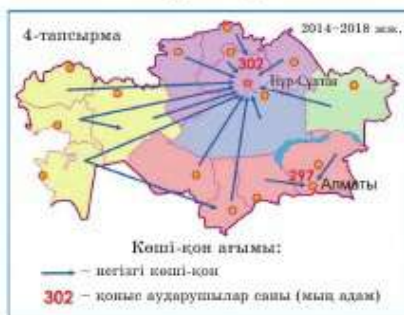 4-тапсырма
2014–2018 жж.
302
Нұр-Сұлтан
297
Алматы
Көші-қон ағымы:
– негізгі көші-қон
302 – қоныс аударушылар саны (мың адам)